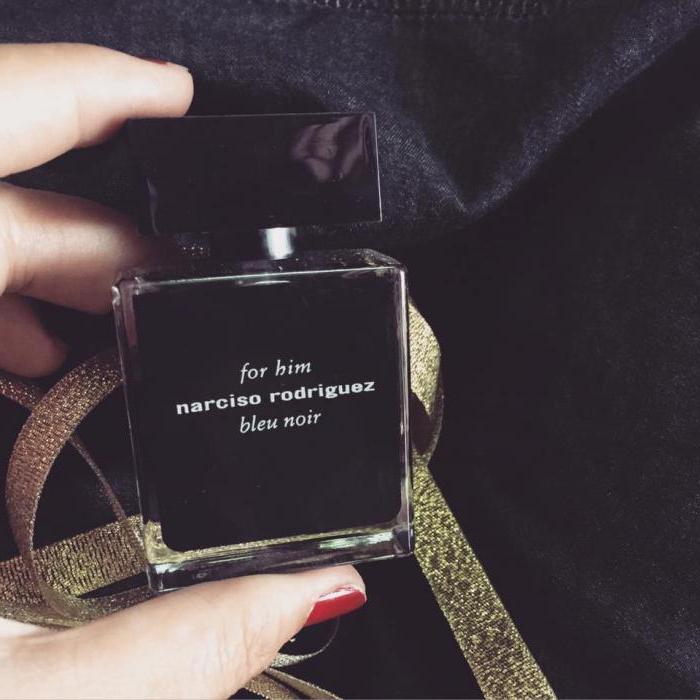 for him
narciso rodriguez
bleu noir